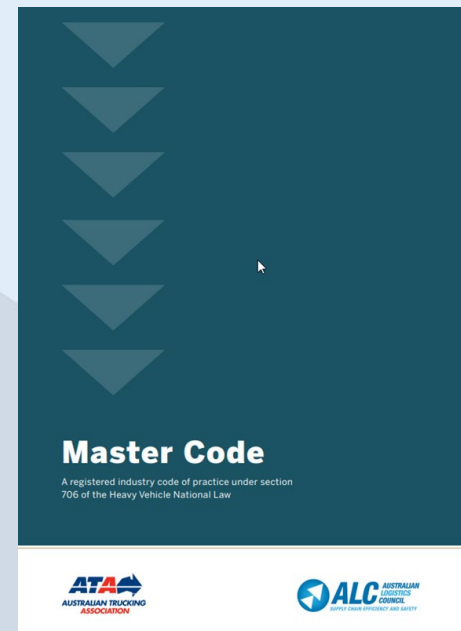 Master Code
A registered industry code of practice under section
706 of the Heavy Vehicle National Law
ATA
AUSTRALIAN TRUCKING
ASSOCIATION
ALC AUSTRALIAN
LOGISTICS
COUNCIL
SUPPLY CHAIN EFFICIENCY AND SAFETY